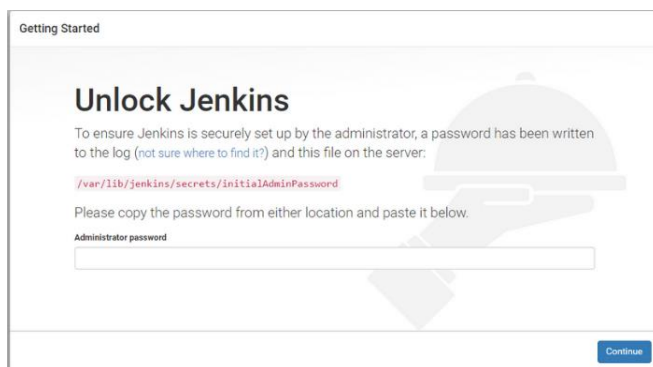 Getting Started
Unlock Jenkins
To ensure Jenkins is securely set up by the administrator, a password has been written
to the log (not sure where to find it?) and this file on the server:
/var/lib/jenkins/secrets/initialAdminPassword
Please copy the password from either location and paste it below.
Administrator password
Continue